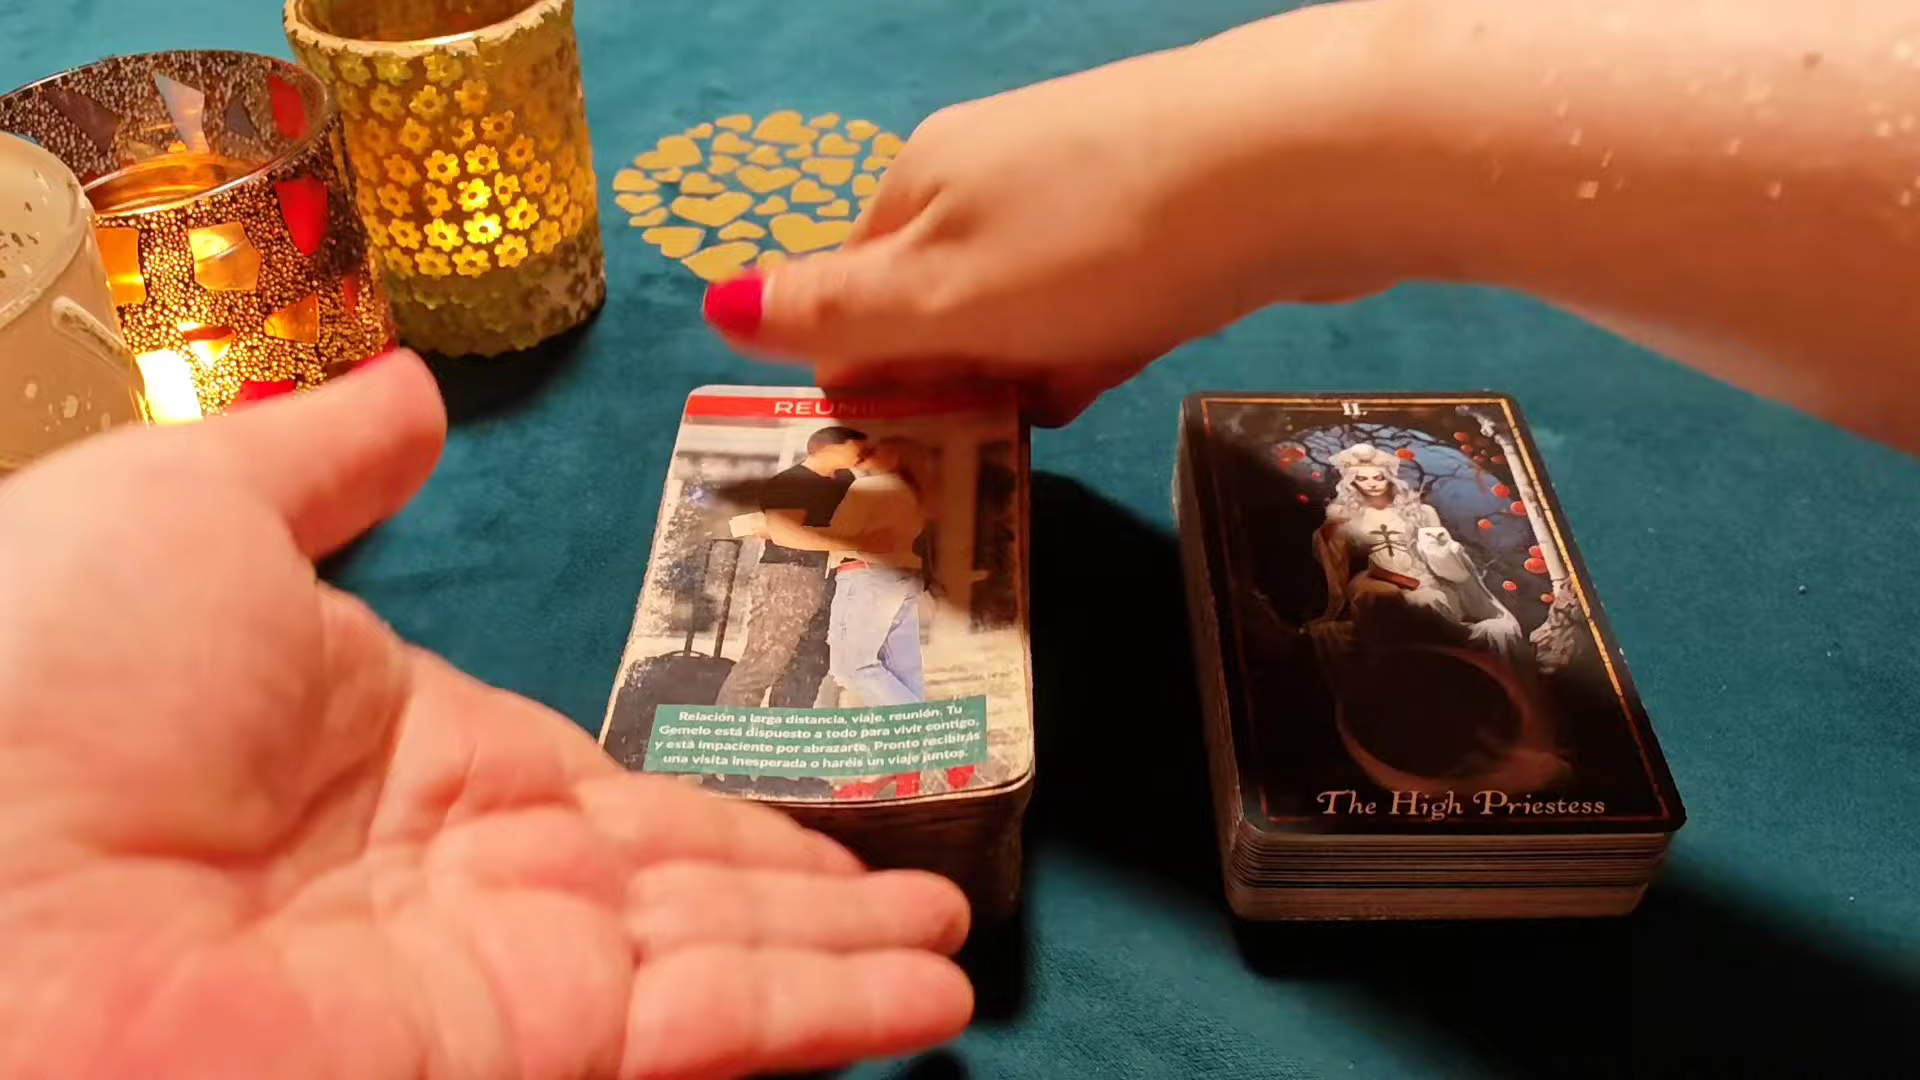 Relación a larga distancia, viaje, reunión. Tu
Gemelo está dispuesto a todo para vivir contigo,
y está impaciente por abrazarte. Pronto recibirás
una visita inesperada o haréis un viaje juntos.
II.
The High Priestess